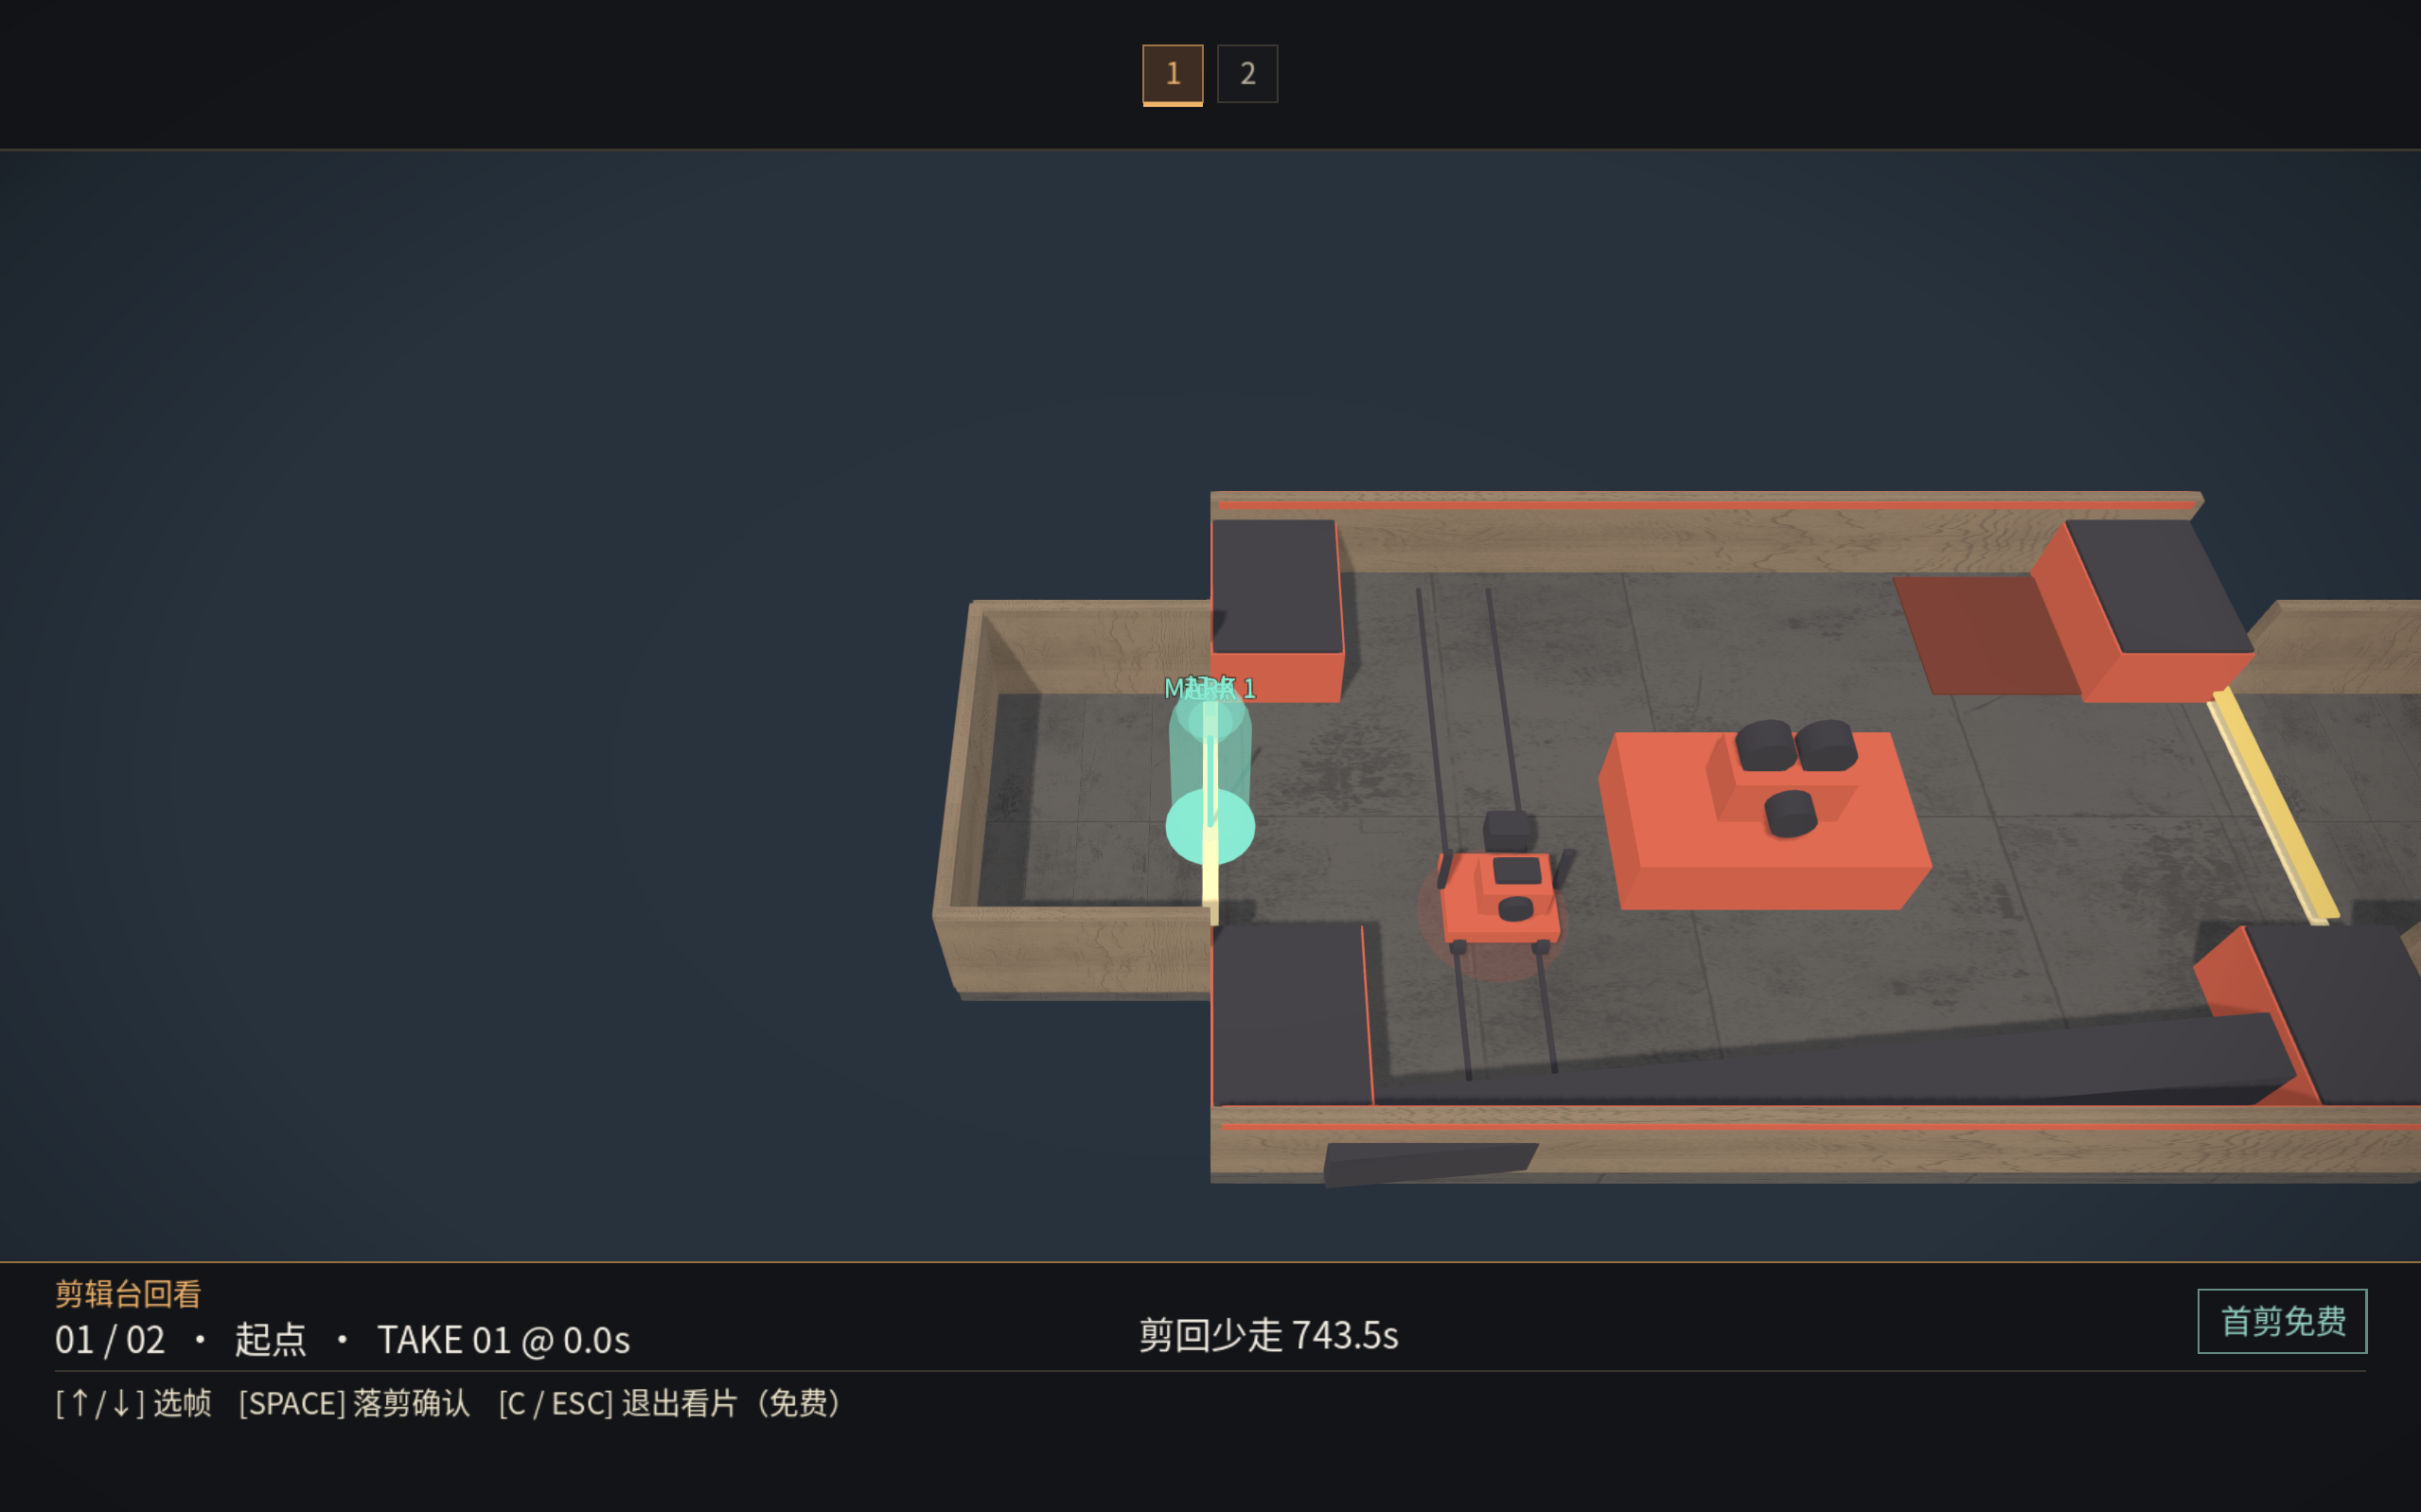 1 2
MARK 1
剪辑台回看
01 / 02 · 起点 · TAKE 01 @ 0.0s
剪回少走 743.5s
首剪免费
[↑/↓] 选帧 [SPACE] 落剪确认 [C / ESC] 退出看片（免费）